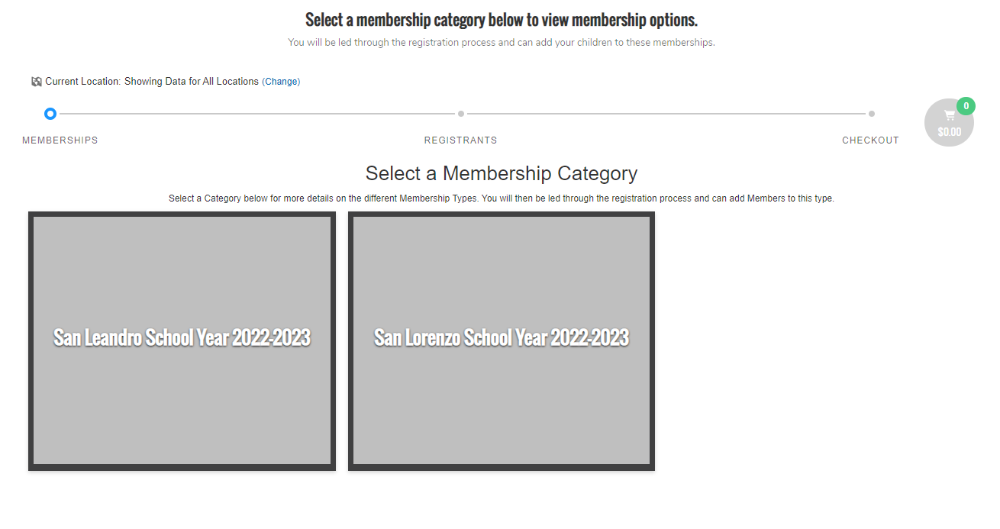 Select a membership category below to view membership options.
You will be led through the registration process and can add your children to these memberships.
Current Location: Showing Data for All Locations (Change)
0
$0.00
MEMBERSHIPS
REGISTRANTS
CHECKOUT
Select a Membership Category
Select a Category below for more details on the different Membership Types. You will then be led through the registration process and can add Members to this type.
San Leandro School Year 2022-2023
San Lorenzo School Year 2022-2023